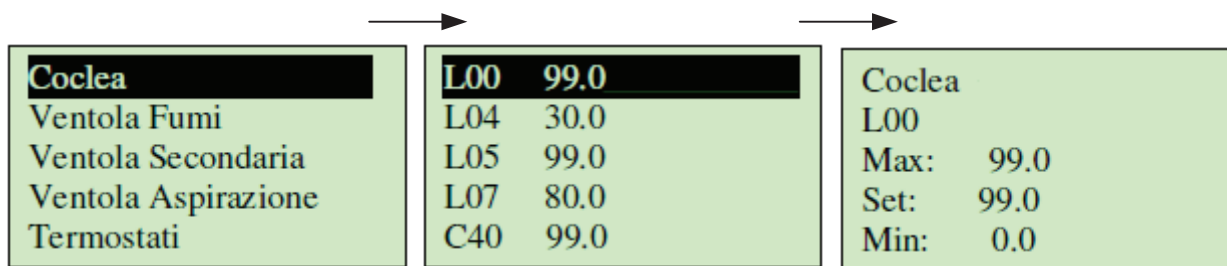 Coclea
Ventola Fumi
Ventola Secondaria
Ventola Aspirazione
Termostati
L00 99.0
L04 30.0
L05 99.0
L07 80.0
C40 99.0
Coclea
L00
Max: 99.0
Set: 99.0
Min: 0.0